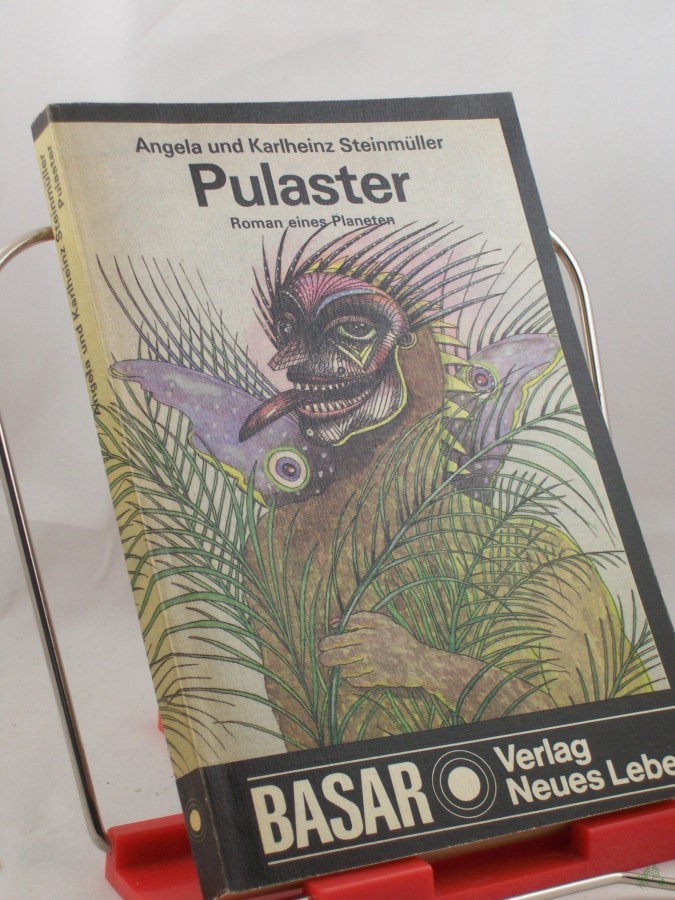 Angela und Karlheinz Steinmüller
Pulaster
Roman eines Planeten
Angela und Karlheinz Steinmüller
Pulaster
BASAR
Verlag
Neues Lebe